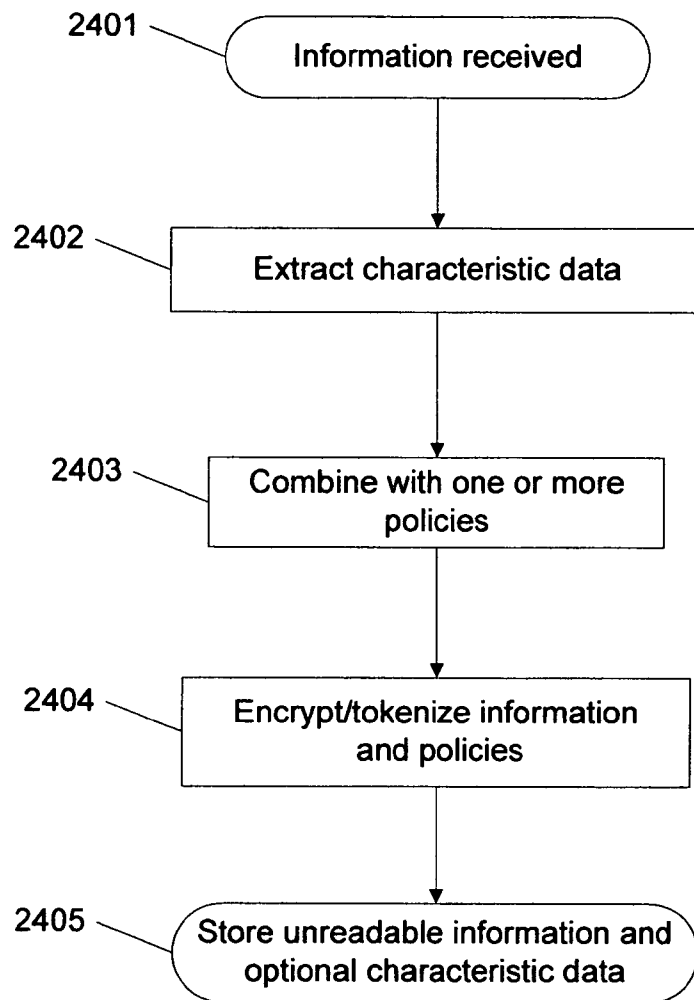 2401
Information received
2402
Extract characteristic data
2403
Combine with one or more
policies
2404
Encrypt/tokenize information
and policies
2405
Store unreadable information and
optional characteristic data